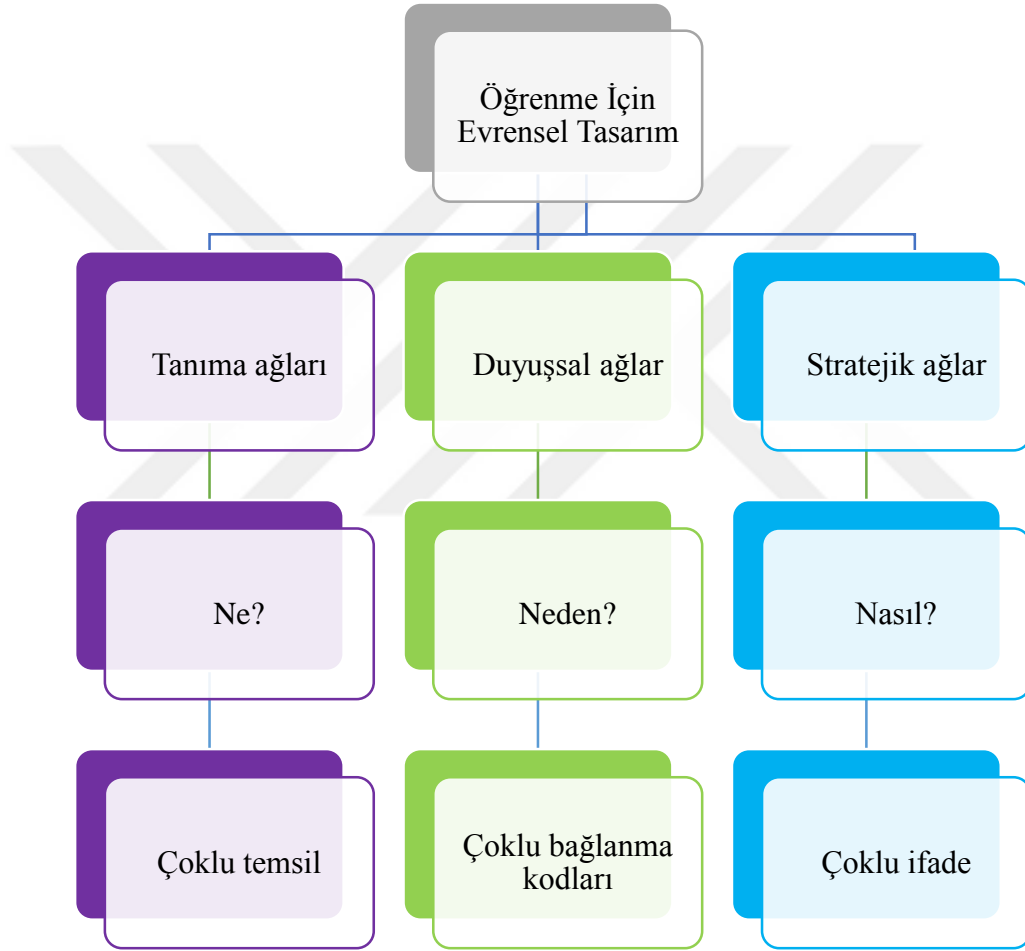 Öğrenme İçin
Evrensel Tasarım
Tanıma ağları
Duyuşsal ağlar
Stratejik ağlar
Ne?
Neden?
Nasıl?
Çoklu temsil
Çoklu bağlanma
kodları
Çoklu ifade